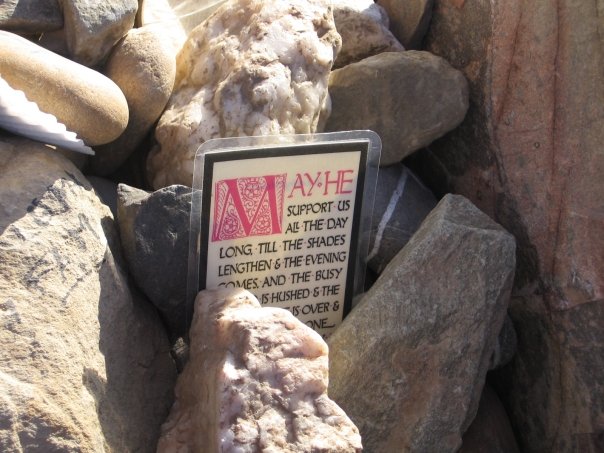 MAY·HE
SUPPORT US
ALL THE DAY
LONG, TILL THE SHADES
LENGTHEN & THE EVENING
COMES, AND THE BUSY
IS HUSHED & THE
IS OVER &
ONE...